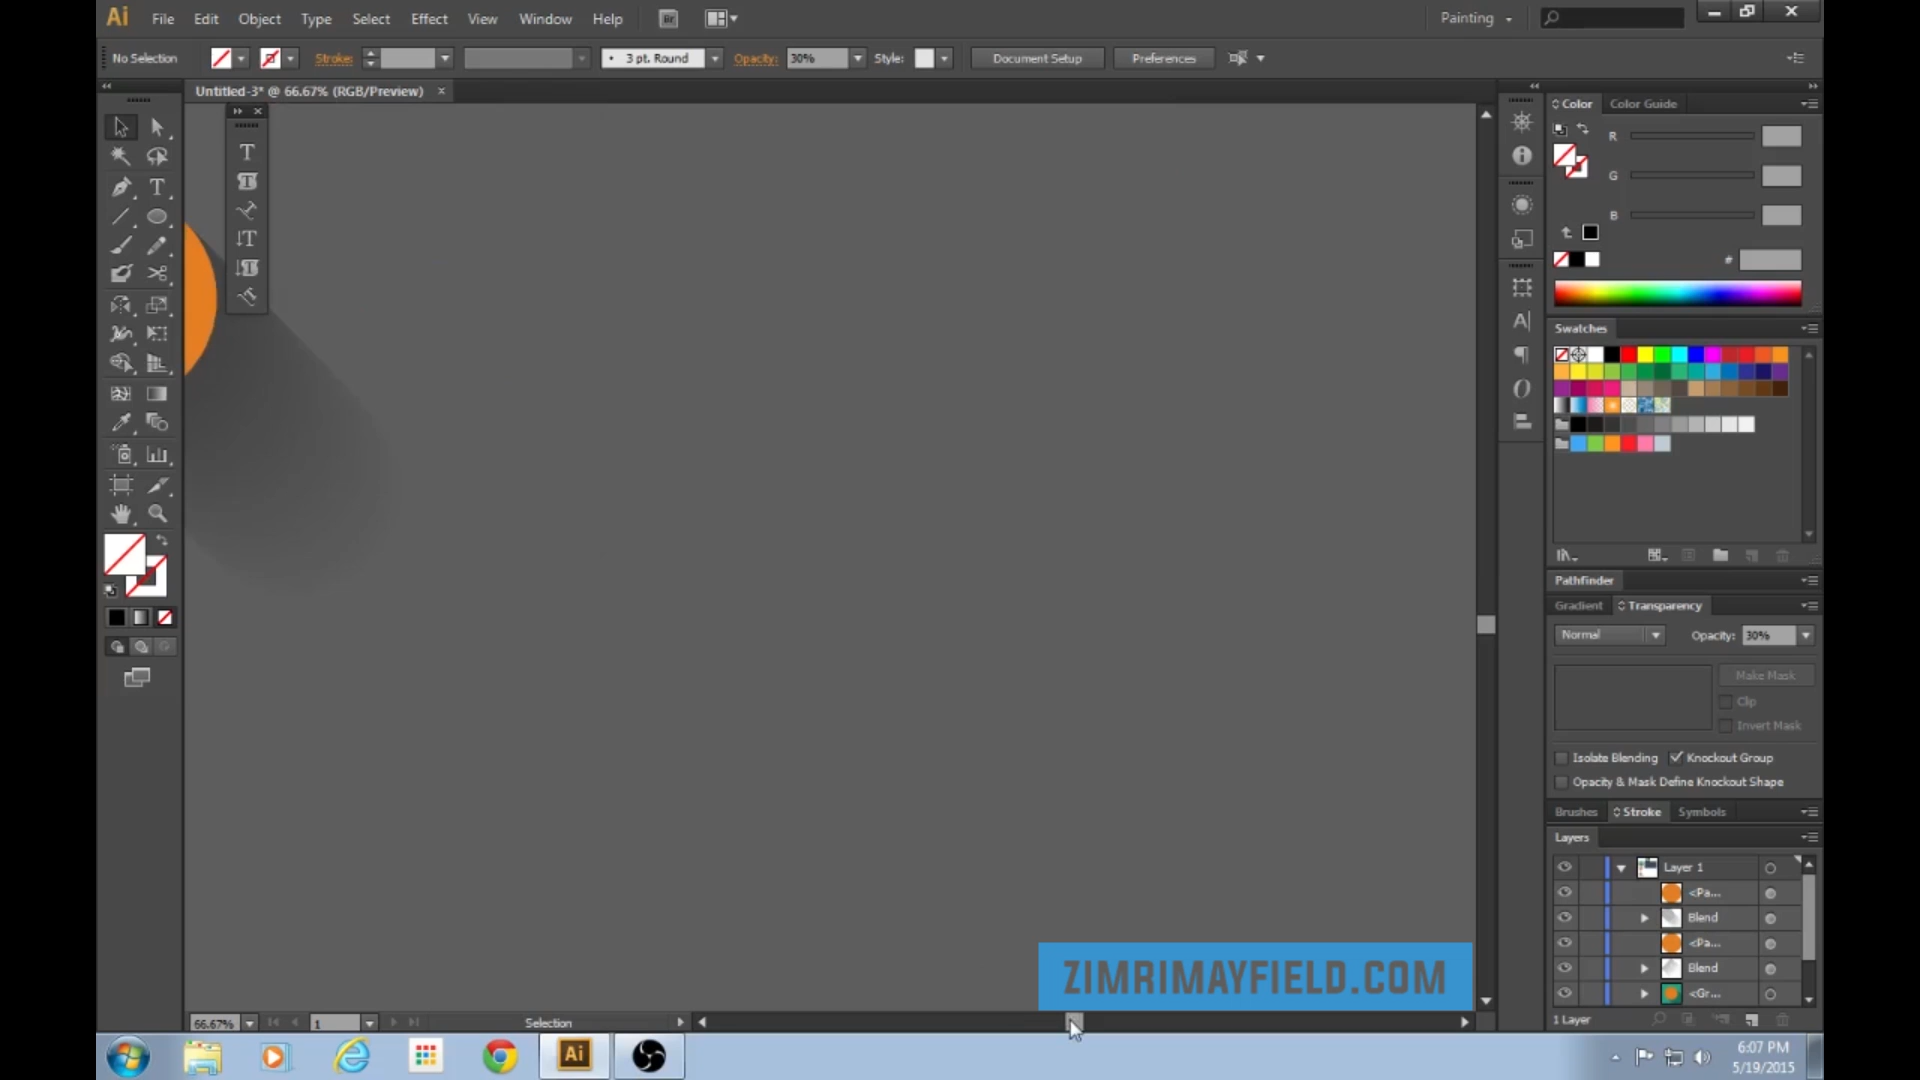 Ai File Edit Object Type Select Effect View Window Help Br Painting
No Selection Stroke: 3 pt. Round Opacity: 30% Style: Document Setup Preferences
Untitled-3* @ 66.67% (RGB/Preview)
Color Color Guide
R
G
B
#
Swatches
Pathfinder
Gradient Transparency
Normal Opacity: 30%
Make Mask
Clip
Invert Mask
Isolate Blending Knockout Group
Opacity & Mask Define Knockout Shape
Brushes Stroke Symbols
Layers
Layer 1
<Pa...
Blend
<Pa...
Blend
<Gr...
1 Layer
ZIMRIMAYFIELD.COM
66.67% 1 Selection
Ai
6:07 PM
5/19/2015